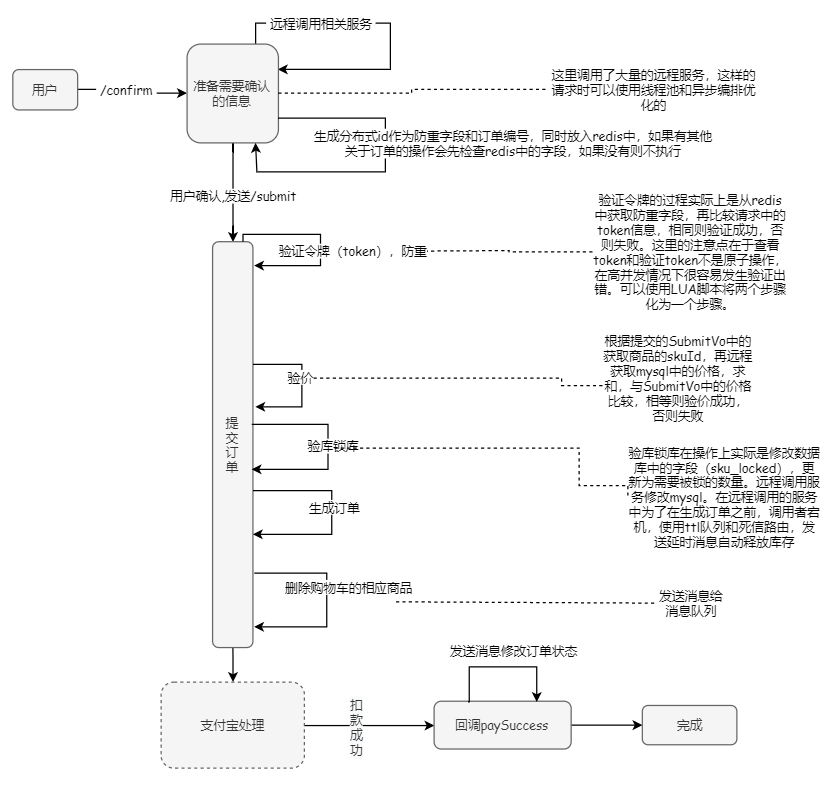 远程调用相关服务
用户
/confirm
准备需要确认
的信息
这里调用了大量的远程服务，这样的
请求时可以使用线程池和异步编排优
化的
生成分布式id作为防重字段和订单编号，同时放入redis中，如果有其他
关于订单的操作会先检查redis中的字段，如果没有则不执行
用户确认,发送/submit
验证令牌（token），防重
验证令牌的过程实际上是从redis
中获取防重字段，再比较请求中的
token信息，相同则验证成功，否
则失败。这里的注意点在于查看
token和验证token不是原子操作，
在高并发情况下很容易发生验证出
错。可以使用LUA脚本将两个步骤
化为一个步骤。
验价
根据提交的SubmitVo中的
获取商品的skuId，再远程
获取mysql中的价格，求
和，与SubmitVo中的价格
比较，相等则验价成功，
否则失败
提
交
订
单
验库锁库
验库锁库在操作上实际是修改数据
库中的字段（sku_locked），更
新为需要被锁的数量。远程调用服
务修改mysql。在远程调用的服务
中为了在生成订单之前，调用者宕
机，使用ttl队列和死信路由，发
送延时消息自动释放库存
生成订单
删除购物车的相应商品
发送消息给
消息队列
支付宝处理
扣
款
成
功
发送消息修改订单状态
回调paySuccess
完成